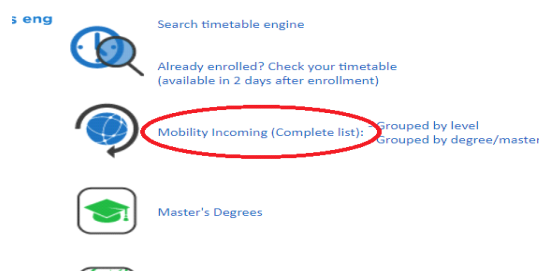 s eng
Search timetable engine
Already enrolled? Check your timetable
(available in 2 days after enrollment)
Mobility Incoming (Complete list): -Grouped by level
-Grouped by degree/master
Master's Degrees